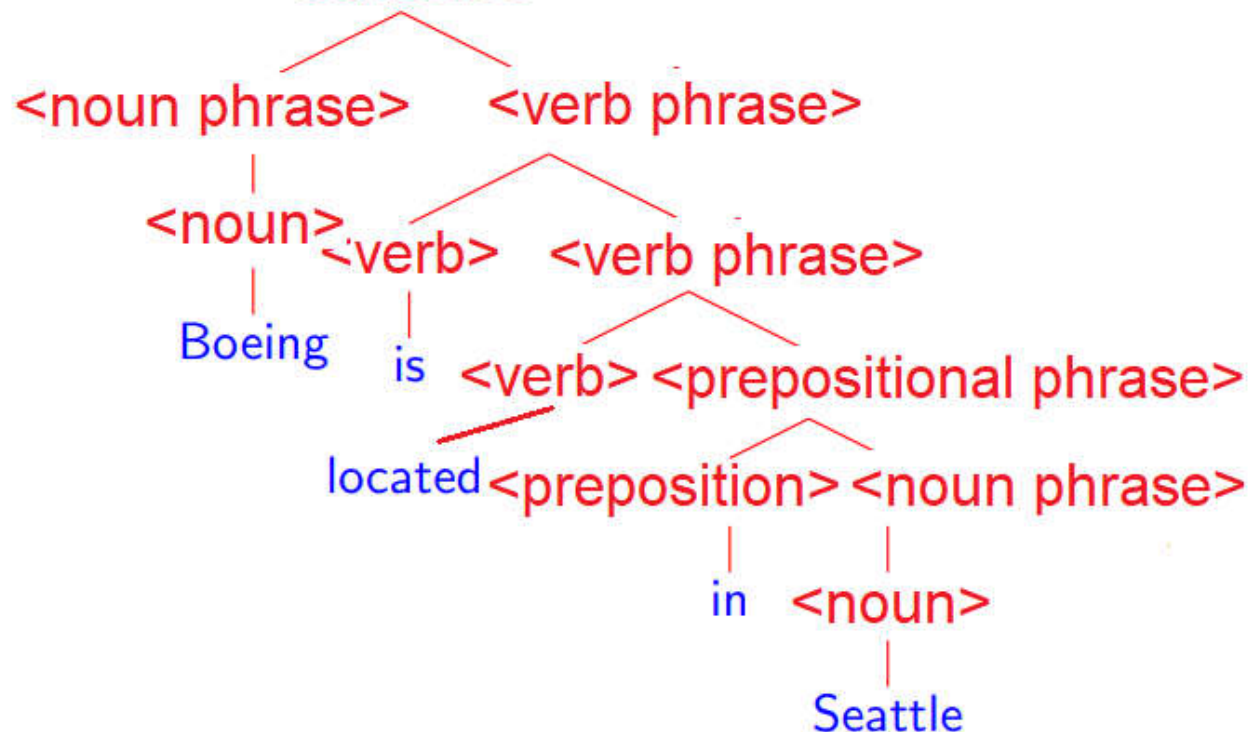 <noun phrase> <verb phrase>
<noun> <verb> <verb phrase>
Boeing is <verb> <prepositional phrase>
located <preposition> <noun phrase>
in <noun>
Seattle